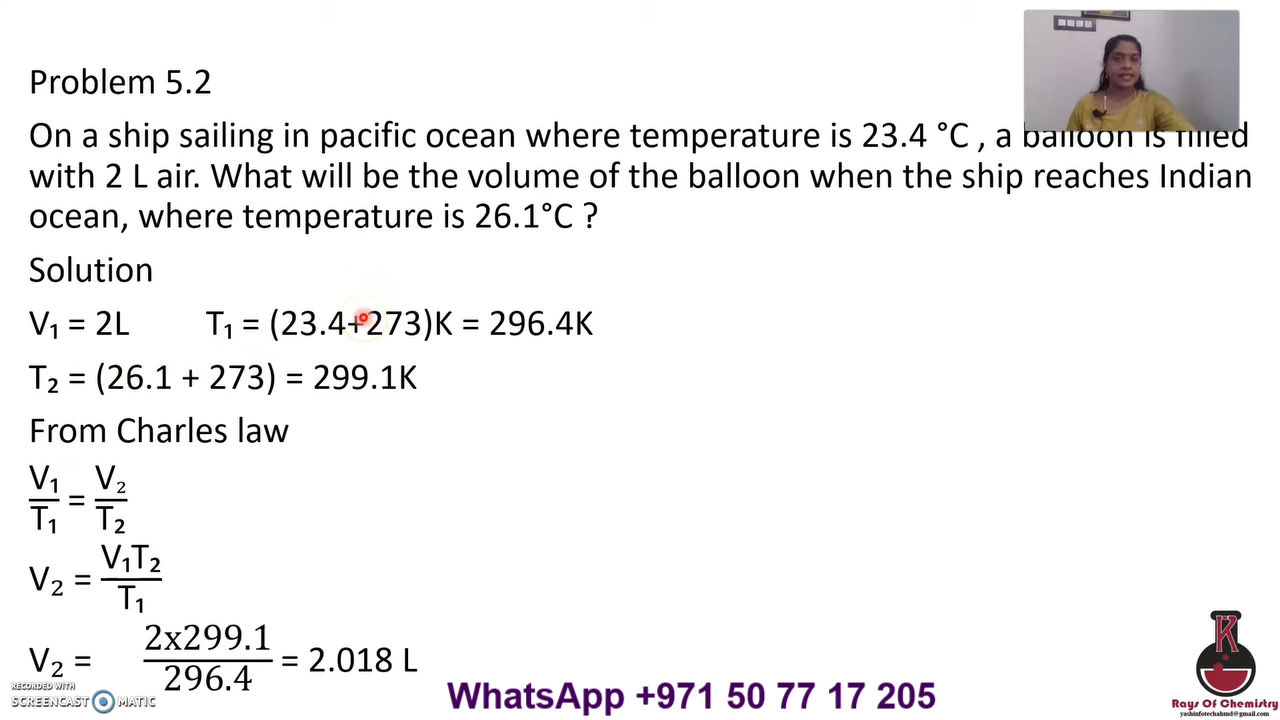 Problem 5.2
On a ship sailing in pacific ocean where temperature is 23.4 °C , a balloon is filled
with 2 L air. What will be the volume of the balloon when the ship reaches Indian
ocean, where temperature is 26.1°C ?
Solution
V₁ = 2L T₁ = (23.4+273)K = 296.4K
T₂ = (26.1 + 273) = 299.1K
From Charles law
V₁/T₁ = V₂/T₂
V₂ = V₁T₂/T₁
V₂ = 2x299.1/296.4 = 2.018 L
RECORDED WITH
SCREENCAST MATIC
WhatsApp +971 50 77 17 205
K
Rays Of Chemistry
yashinfotechahmd@gmail.com